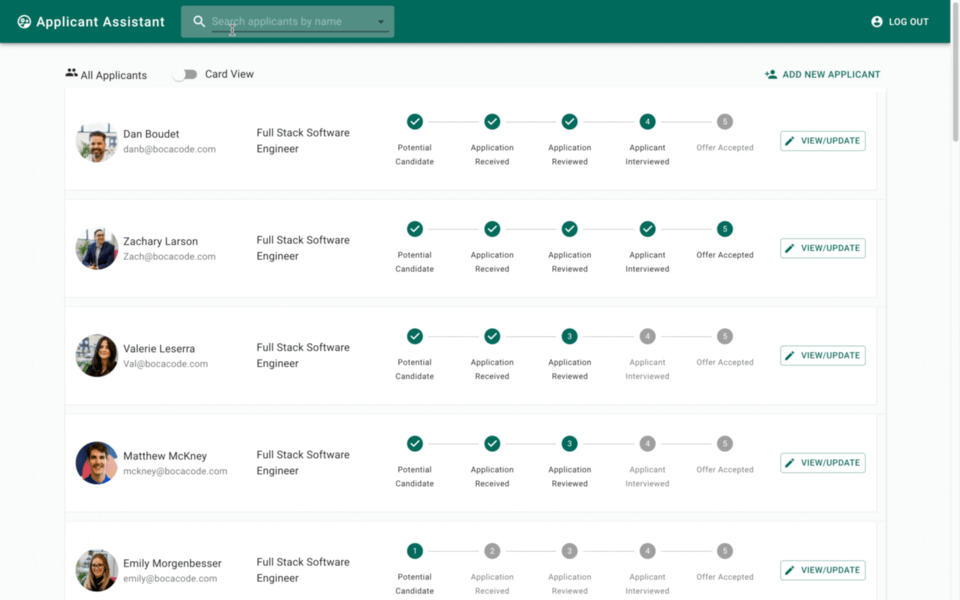 Applicant Assistant
Search applicants by name
LOG OUT
All Applicants
Card View
ADD NEW APPLICANT
Dan Boudet
danb@bocacode.com
Full Stack Software
Engineer
Potential
Candidate
Application
Received
Application
Reviewed
4
Applicant
Interviewed
5
Offer Accepted
VIEW/UPDATE
Zachary Larson
Zach@bocacode.com
Full Stack Software
Engineer
Potential
Candidate
Application
Received
Application
Reviewed
Applicant
Interviewed
5
Offer Accepted
VIEW/UPDATE
Valerie Leserra
Val@bocacode.com
Full Stack Software
Engineer
Potential
Candidate
Application
Received
3
Application
Reviewed
4
Applicant
Interviewed
5
Offer Accepted
VIEW/UPDATE
Matthew McKney
mckney@bocacode.com
Full Stack Software
Engineer
Potential
Candidate
Application
Received
3
Application
Reviewed
4
Applicant
Interviewed
5
Offer Accepted
VIEW/UPDATE
Emily Morgenbesser
emily@bocacode.com
Full Stack Software
Engineer
1
Potential
Candidate
2
Application
Received
3
Application
Reviewed
4
Applicant
Interviewed
5
Offer Accepted
VIEW/UPDATE